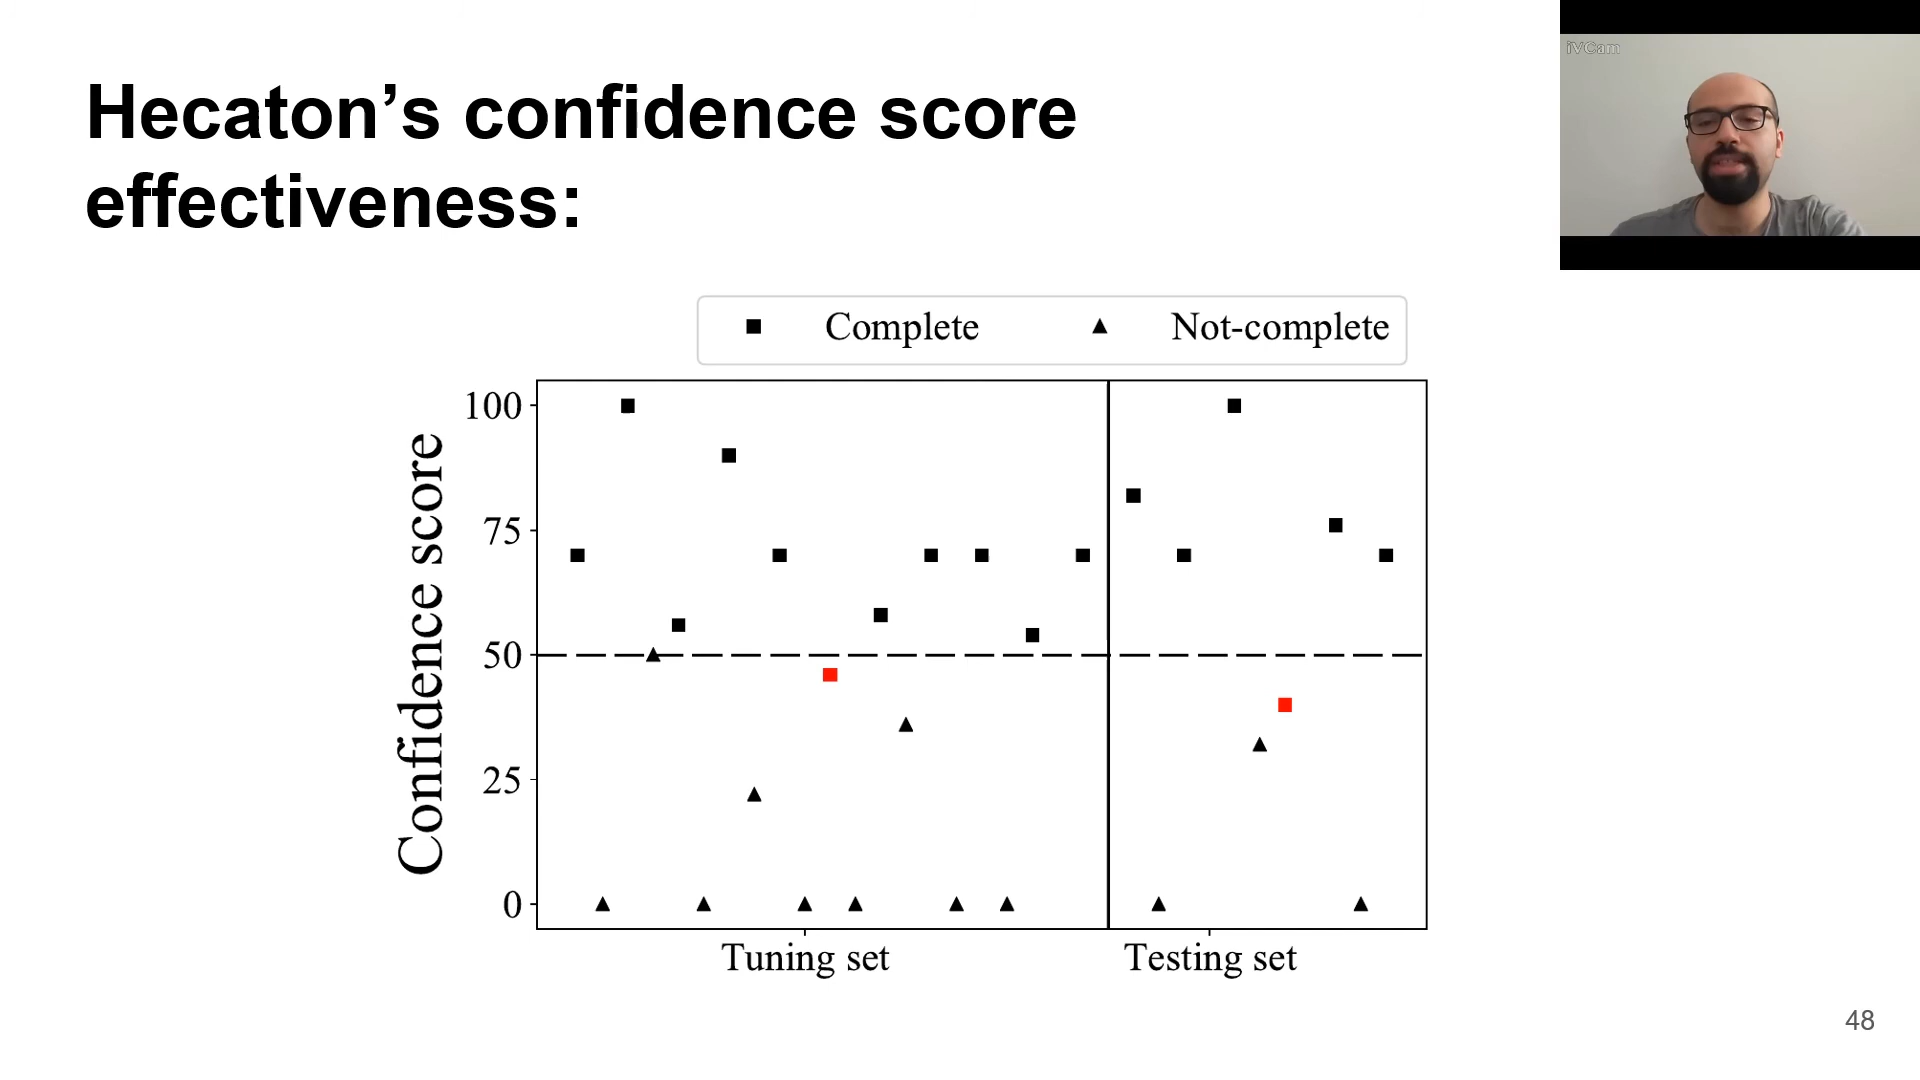 Hecaton’s confidence score
effectiveness:
iVCam
Complete
Not-complete
Confidence score
100
75
50
25
0
Tuning set
Testing set
48